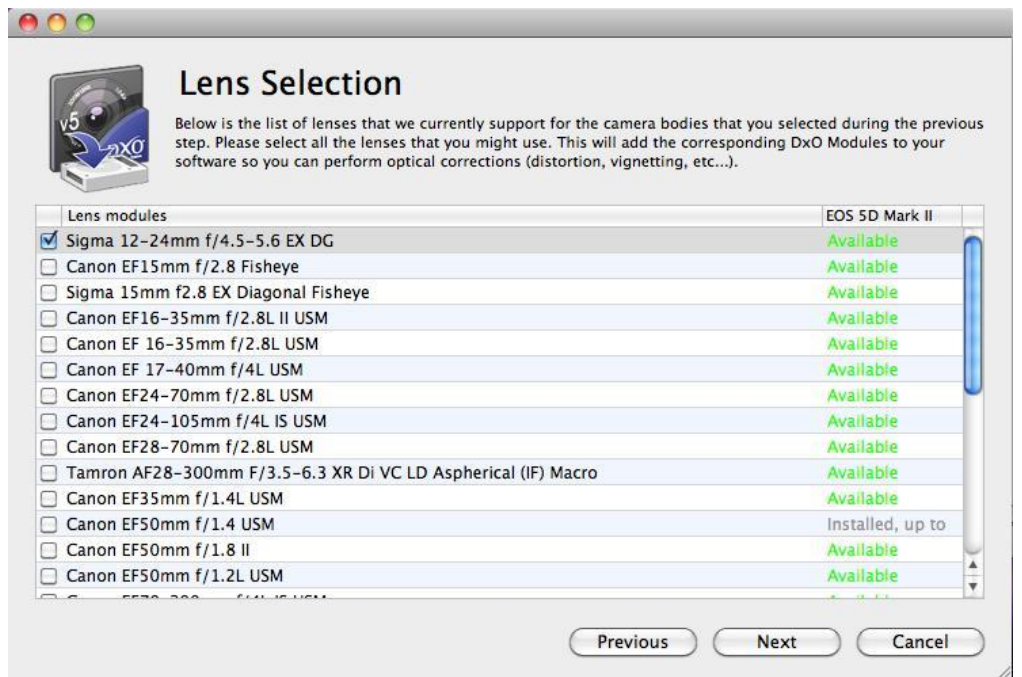 Lens Selection
v5
DXO
Below is the list of lenses that we currently support for the camera bodies that you selected during the previous
step. Please select all the lenses that you might use. This will add the corresponding DxO Modules to your
software so you can perform optical corrections (distortion, vignetting, etc...).
Lens modules EOS 5D Mark II
Sigma 12-24mm f/4.5-5.6 EX DG Available
Canon EF15mm f/2.8 Fisheye Available
Sigma 15mm f2.8 EX Diagonal Fisheye Available
Canon EF16-35mm f/2.8L II USM Available
Canon EF 16-35mm f/2.8L USM Available
Canon EF 17-40mm f/4L USM Available
Canon EF24-70mm f/2.8L USM Available
Canon EF24-105mm f/4L IS USM Available
Canon EF28-70mm f/2.8L USM Available
Tamron AF28-300mm F/3.5-6.3 XR Di VC LD Aspherical (IF) Macro Available
Canon EF35mm f/1.4L USM Available
Canon EF50mm f/1.4 USM Installed, up to
Canon EF50mm f/1.8 II Available
Canon EF50mm f/1.2L USM Available
Previous Next Cancel